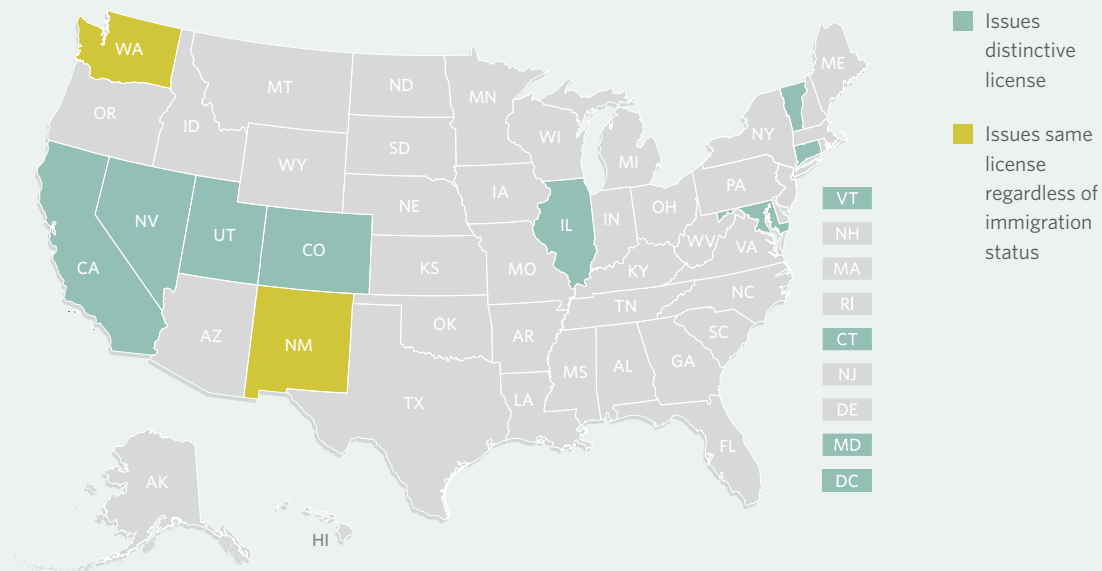 WA
MT
ND
MN
ME
OR
ID
WI
NY
SD
MI
WY
IA
PA
NE
NV
OH
IN
IL
UT
WV
VA
CO
CA
KS
MO
KY
NC
TN
OK
AR
SC
AZ
NM
MS
AL
GA
LA
TX
FL
AK
HI
VT
NH
MA
RI
CT
NJ
DE
MD
DC
Issues
distinctive
license
Issues same
license
regardless of
immigration
status